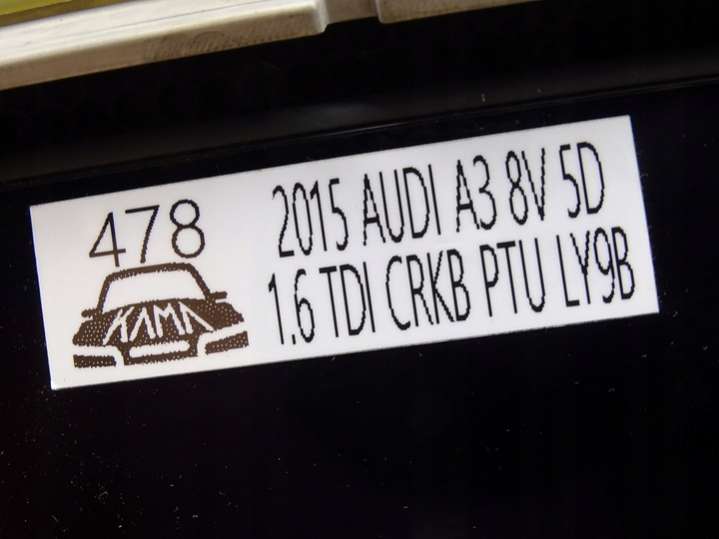 478
KAMA
2015 AUDI A3 8V 5D
1.6 TDI CRKB PTU LY9B